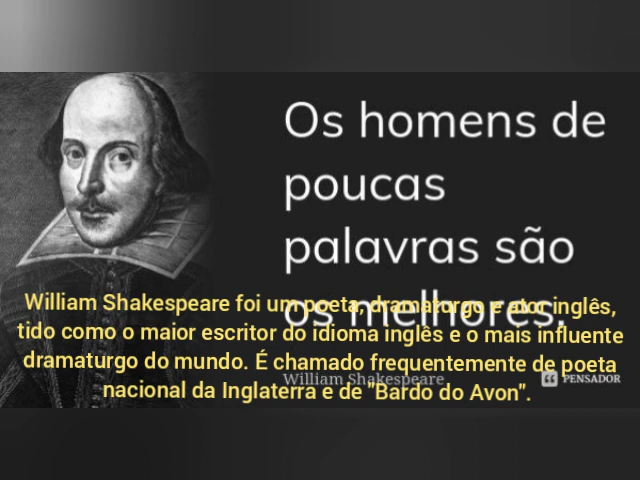 Os homens de
poucas
palavras são
os melhores.
William Shakespeare foi um poeta, dramaturgo e ator inglês,
tido como o maior escritor do idioma inglês e o mais influente
dramaturgo do mundo. É chamado frequentemente de poeta
nacional da Inglaterra e de "Bardo do Avon".
William Shakespeare
PENSADOR